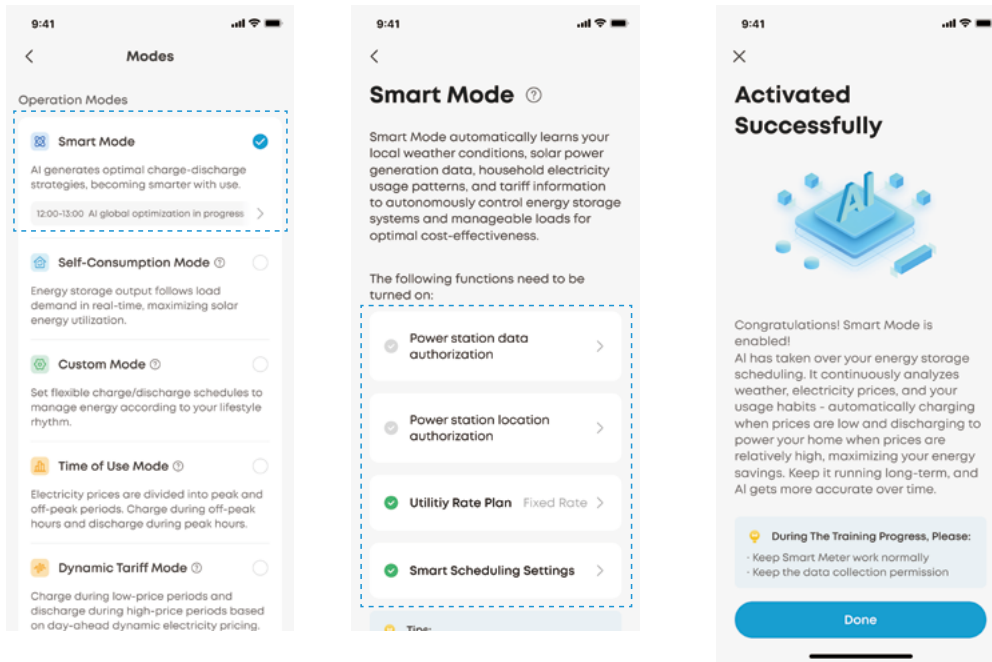 9:41
Modes
Operation Modes
Smart Mode
AI generates optimal charge-discharge
strategies, becoming smarter with use.
12:00-13:00 AI global optimization in progress
Self-Consumption Mode
Energy storage output follows load
demand in real-time, maximizing solar
energy utilization.
Custom Mode
Set flexible charge/discharge schedules to
manage energy according to your lifestyle
rhythm.
Time of Use Mode
Electricity prices are divided into peak and
off-peak periods. Charge during off-peak
hours and discharge during peak hours.
Dynamic Tariff Mode
Charge during low-price periods and
discharge during high-price periods based
on day-ahead dynamic electricity pricing.
9:41
Smart Mode
Smart Mode automatically learns your
local weather conditions, solar power
generation data, household electricity
usage patterns, and tariff information
to autonomously control energy storage
systems and manageable loads for
optimal cost-effectiveness.
The following functions need to be
turned on:
Power station data
authorization
Power station location
authorization
Utilitiy Rate Plan Fixed Rate
Smart Scheduling Settings
Tips:
9:41
Activated
Successfully
AI
Congratulations! Smart Mode is
enabled!
AI has taken over your energy storage
scheduling. It continuously analyzes
weather, electricity prices, and your
usage habits - automatically charging
when prices are low and discharging to
power your home when prices are
relatively high, maximizing your energy
savings. Keep it running long-term, and
AI gets more accurate over time.
During The Training Progress, Please:
· Keep Smart Meter work normally
· Keep the data collection permission
Done